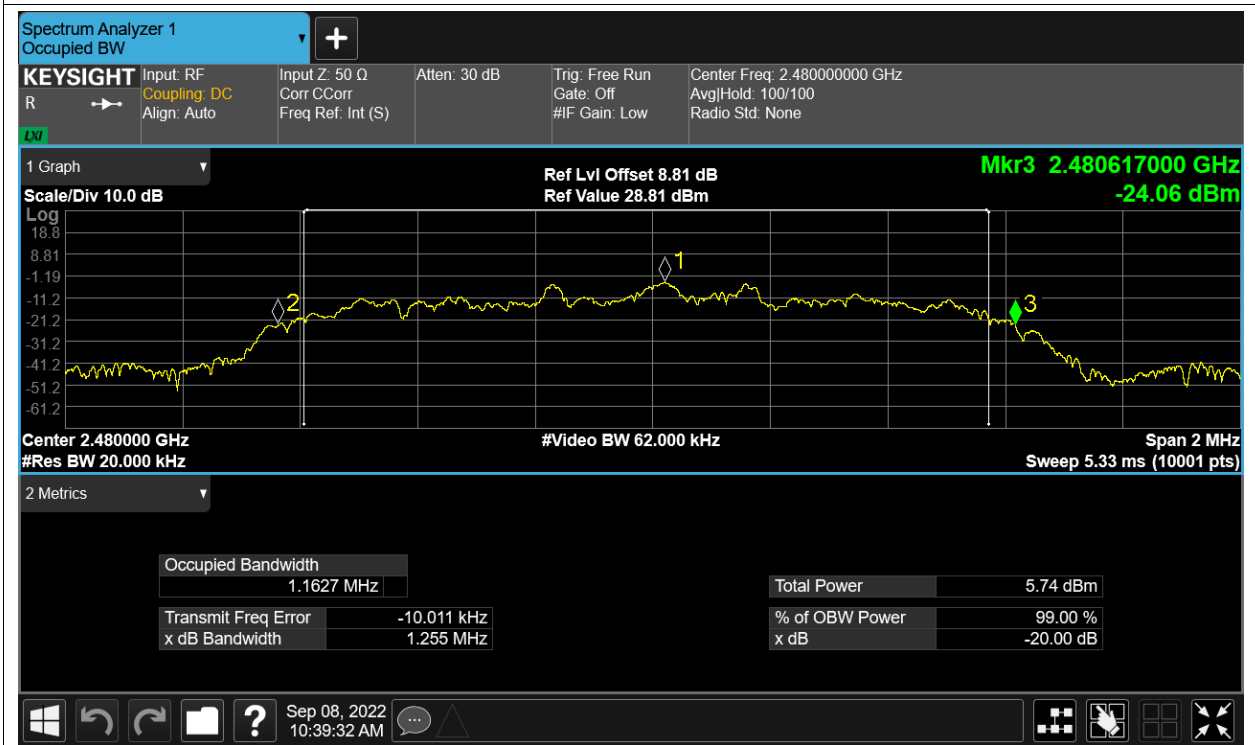 Spectrum Analyzer 1
Occupied BW
KEYSIGHT
R
LXI
Input: RF
Coupling: DC
Align: Auto
Input Z: 50 Ω
Corr CCorr
Freq Ref: Int (S)
Atten: 30 dB
Trig: Free Run
Gate: Off
#IF Gain: Low
Center Freq: 2.480000000 GHz
Avg|Hold: 100/100
Radio Std: None
1 Graph
Scale/Div 10.0 dB
Ref Lvl Offset 8.81 dB
Ref Value 28.81 dBm
Mkr3 2.480617000 GHz
-24.06 dBm
Log
18.8
8.81
-1.19
-11.2
-21.2
-31.2
-41.2
-51.2
-61.2
1
2
3
Center 2.480000 GHz
#Res BW 20.000 kHz
#Video BW 62.000 kHz
Span 2 MHz
Sweep 5.33 ms (10001 pts)
2 Metrics
Occupied Bandwidth
1.1627 MHz
Transmit Freq Error -10.011 kHz
x dB Bandwidth 1.255 MHz
Total Power 5.74 dBm
% of OBW Power 99.00 %
x dB -20.00 dB
?
Sep 08, 2022
10:39:32 AM